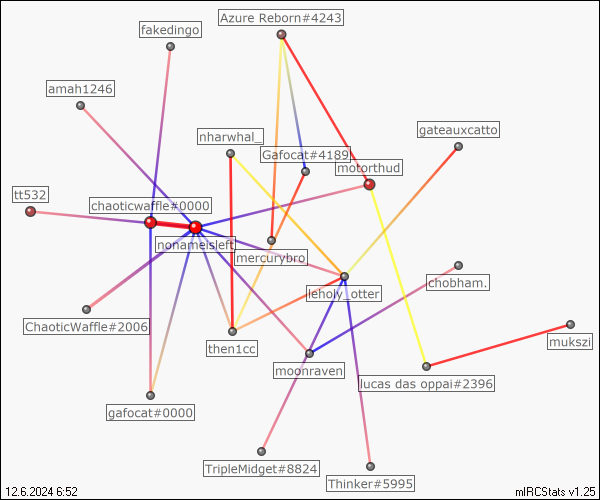 Azure Reborn#4243
fakedingo
amah1246
nharwhal_
gateauxcatto
Gafocat#4189
motorthud
tt532
chaoticwaffle#0000
nonameisleft
mercurybro
leholy_otter
chobham.
ChaoticWaffle#2006
mukszi
then1cc
moonraven
lucas das oppai#2396
gafocat#0000
TripleMidget#8824
Thinker#5995
12.6.2024 6:52
mIRCStats v1.25